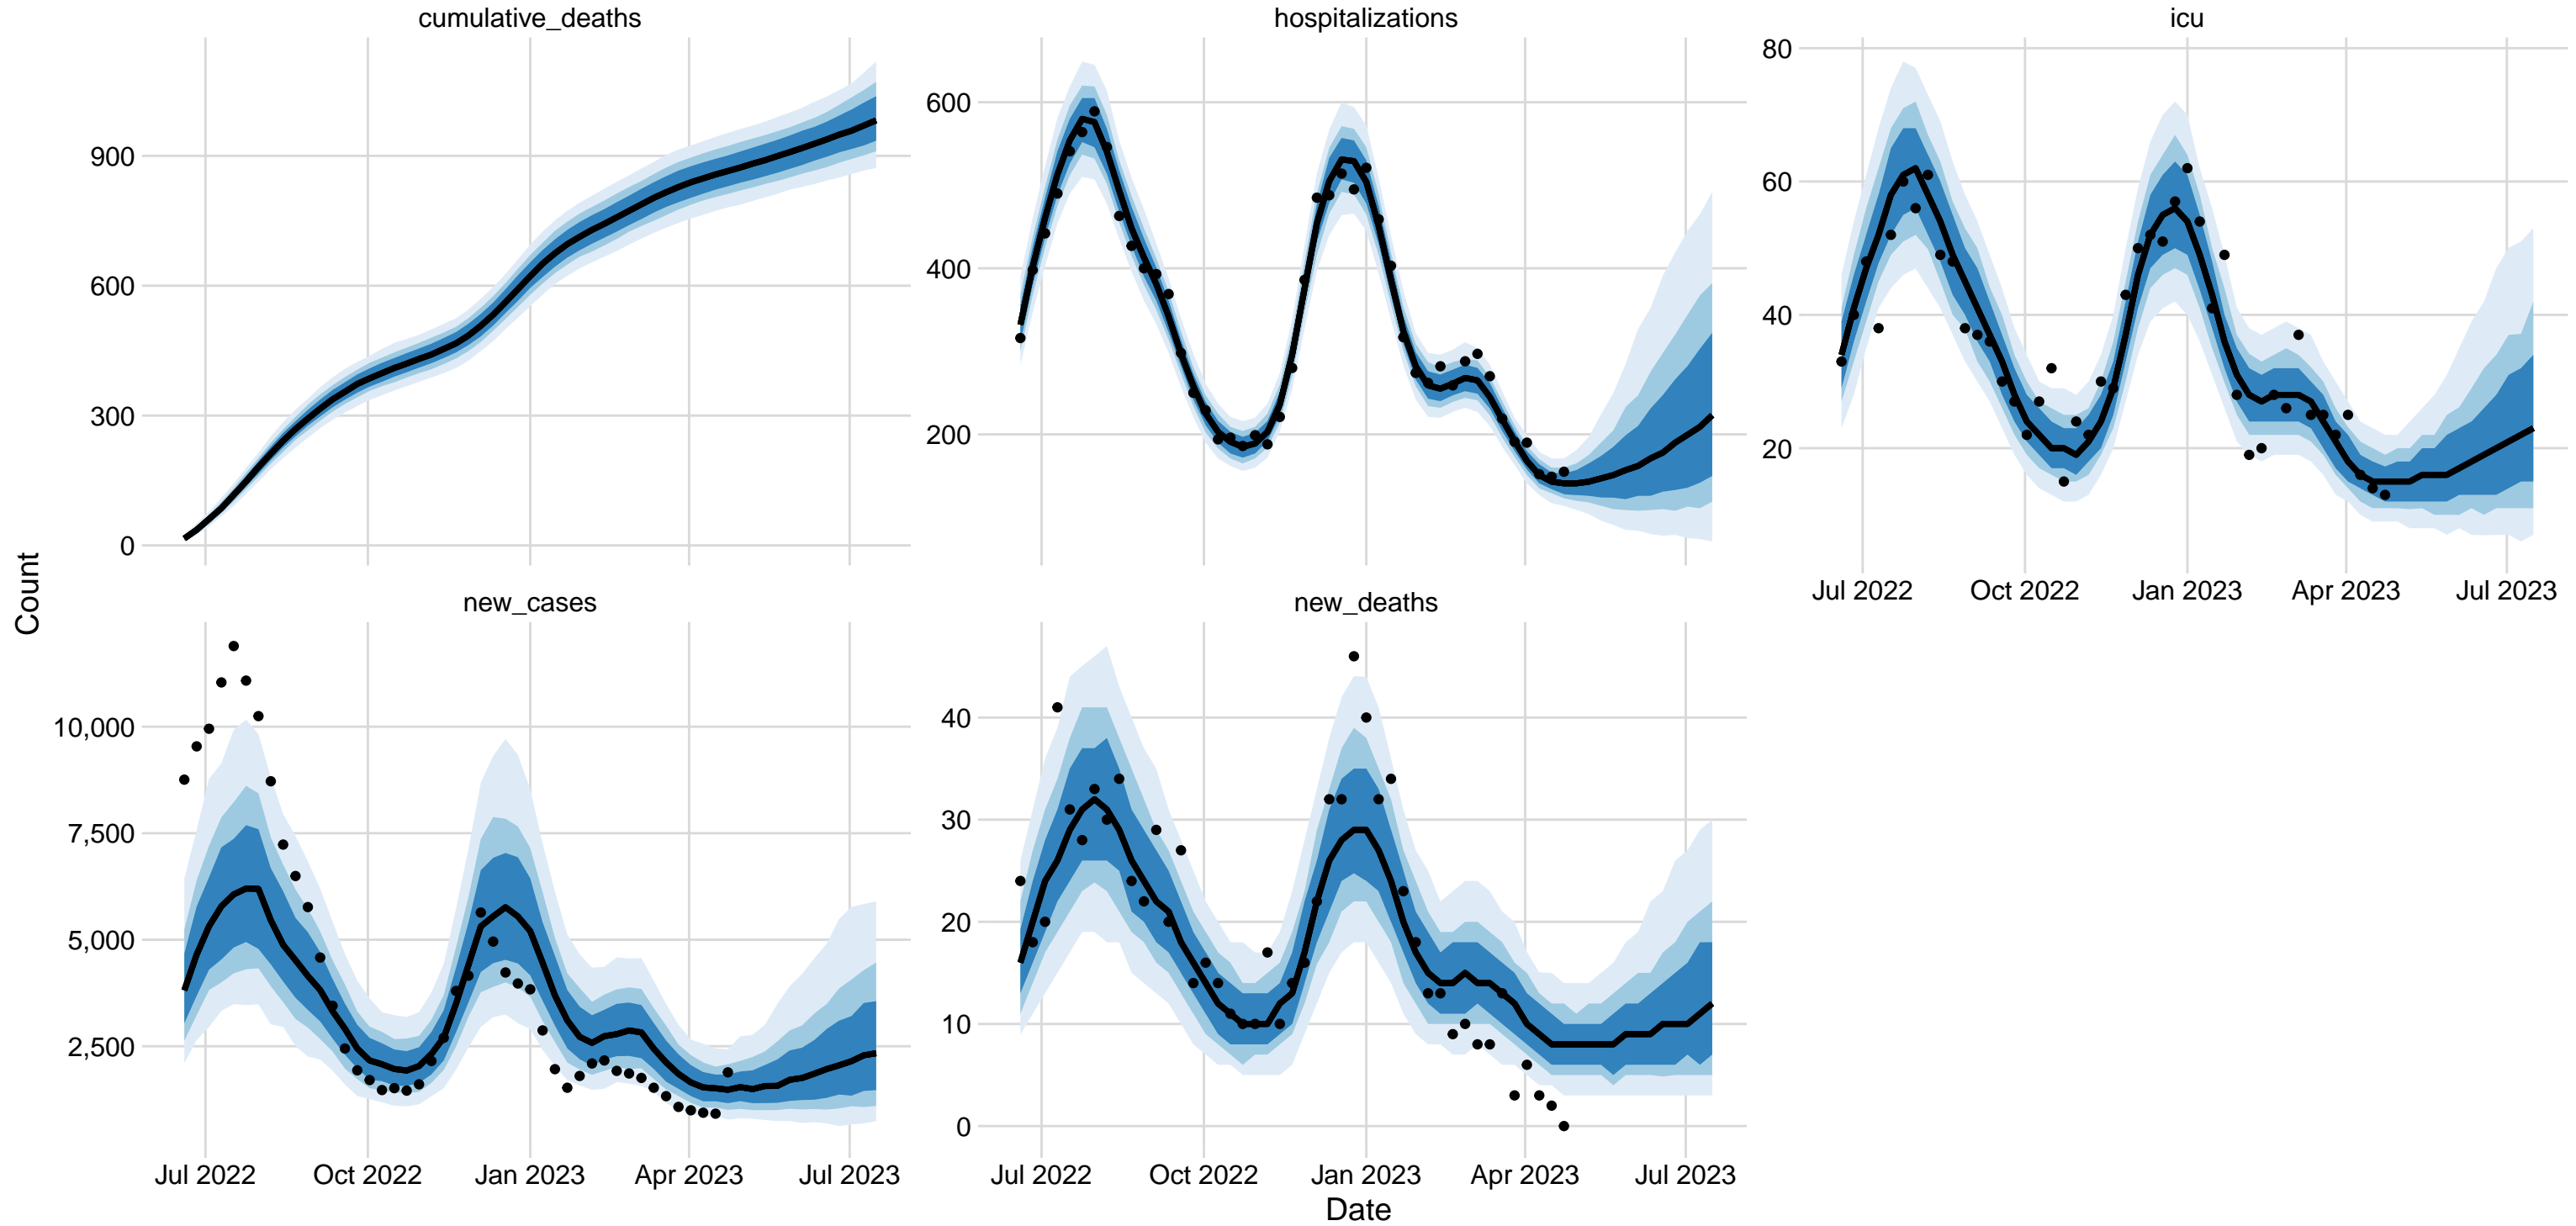 cumulative_deaths
hospitalizations
icu
900
600
300
0
600
400
200
80
60
40
20
Jul 2022
Oct 2022
Jan 2023
Apr 2023
Jul 2023
Count
new_cases
new_deaths
10,000
7,500
5,000
2,500
40
30
20
10
0
Jul 2022
Oct 2022
Jan 2023
Apr 2023
Jul 2023
Jul 2022
Oct 2022
Jan 2023
Apr 2023
Jul 2023
Date